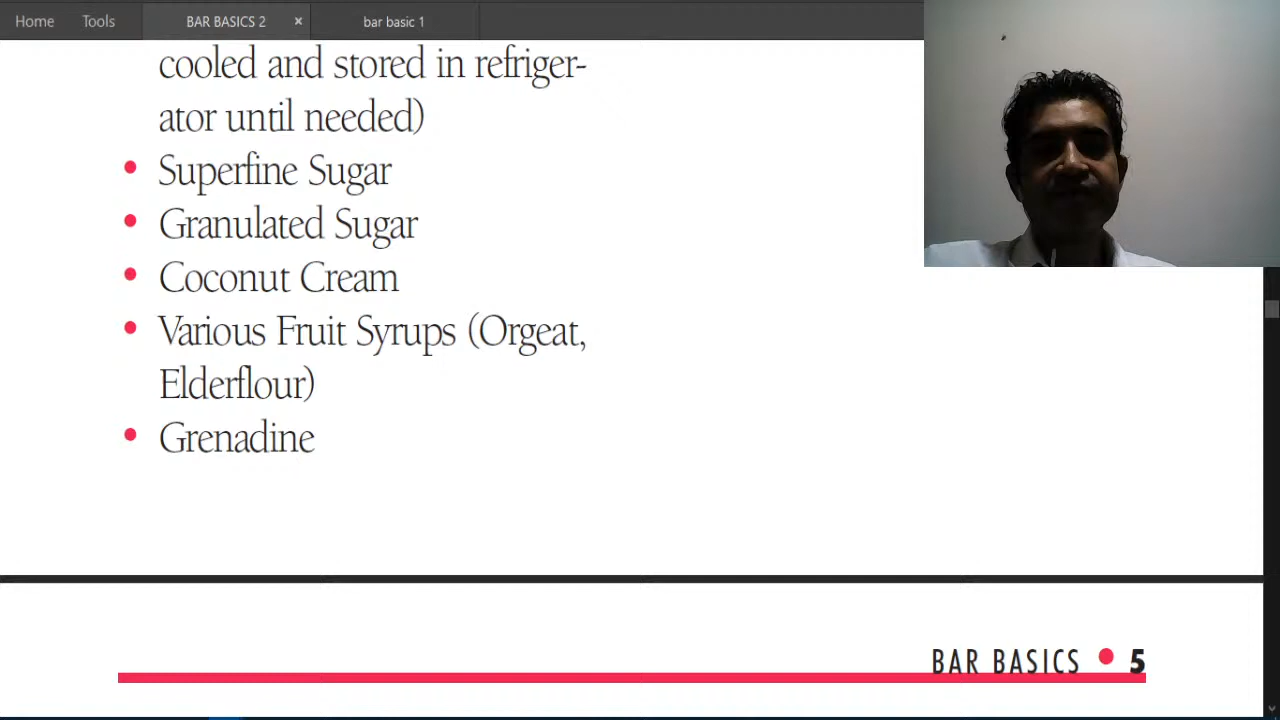 Home Tools BAR BASICS 2 × bar basic 1
cooled and stored in refriger-
ator until needed)
• Superfine Sugar
• Granulated Sugar
• Coconut Cream
• Various Fruit Syrups (Orgeat,
Elderflour)
• Grenadine
BAR BASICS • 5